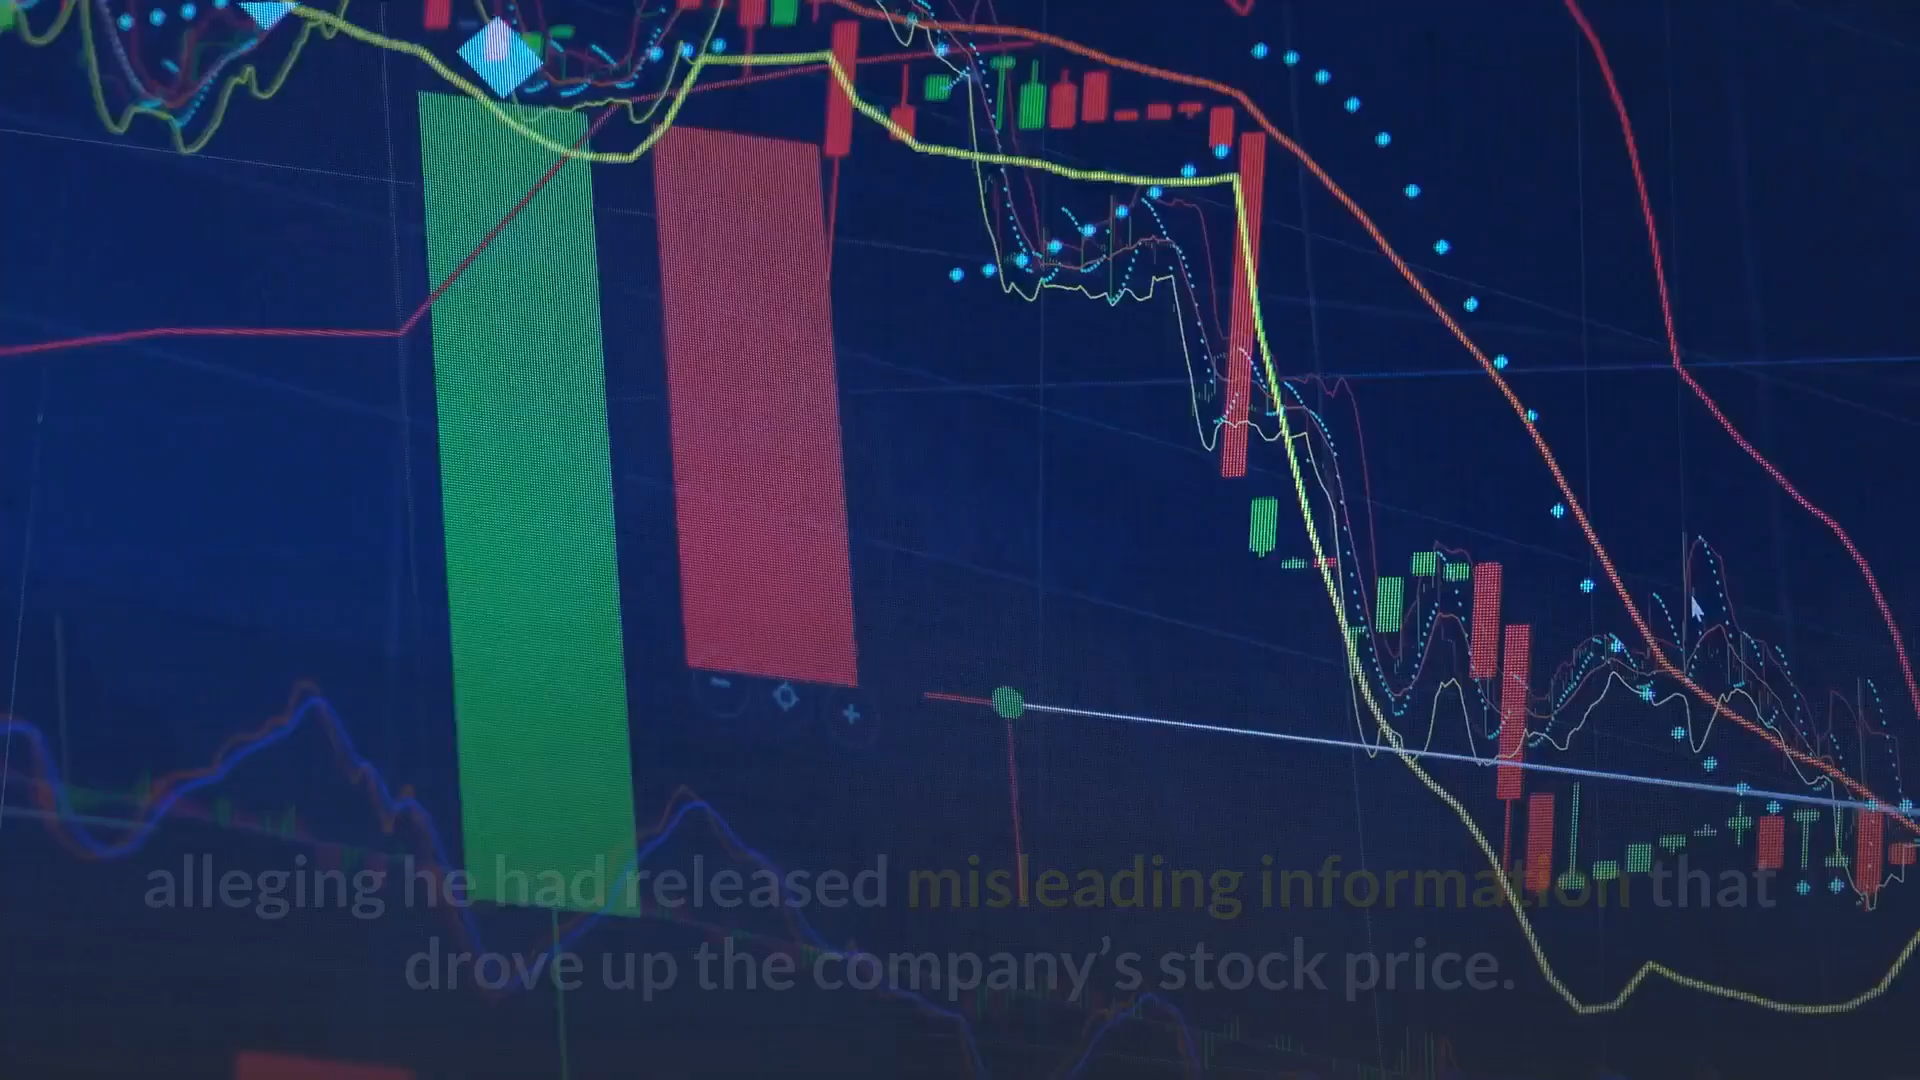 alleging he had released misleading information that
drove up the company’s stock price.